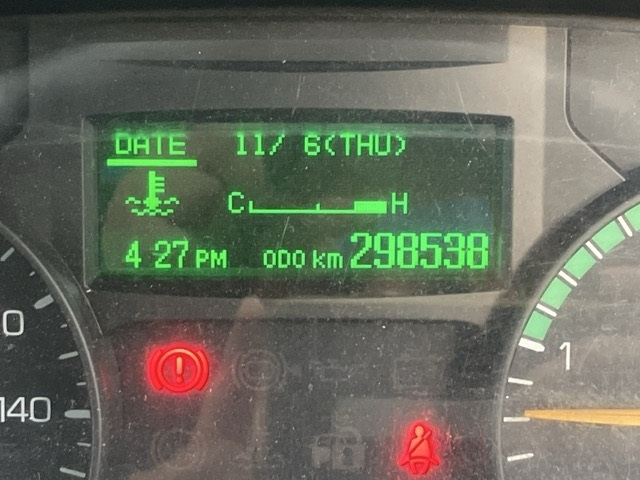 DATE 11/ 6(THU)
C H
4 27 PM ODO km 298538
0
140
1